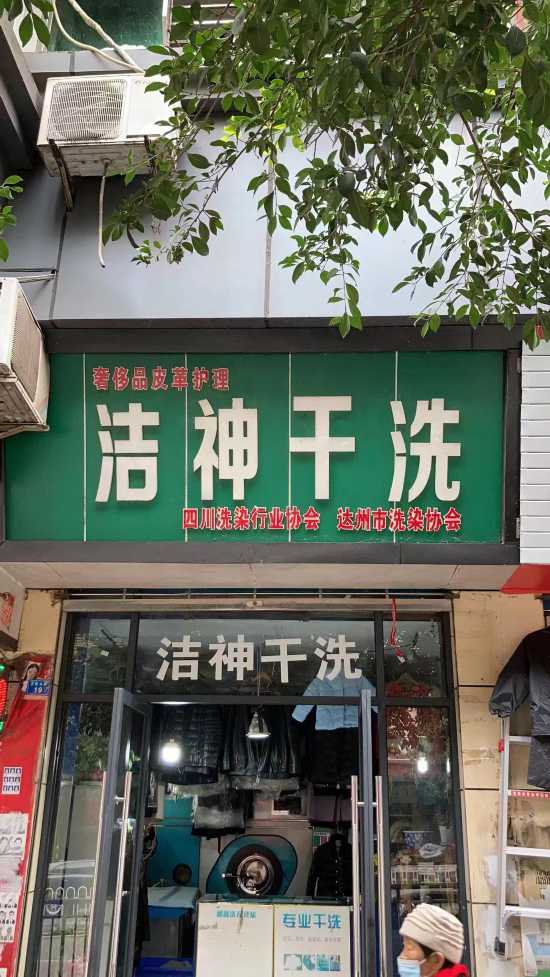 奢侈品皮革护理
洁神干洗
四川洗染行业协会 达州市洗染协会
洁神干洗
19
专业干洗